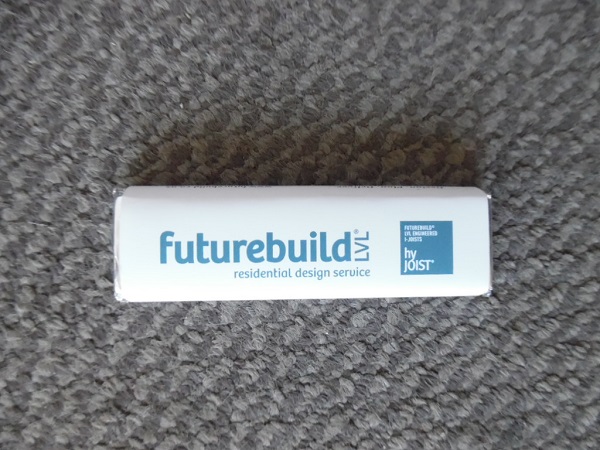 futurebuild®
LVL
residential design service
FUTUREBUILD®
LVL ENGINEERED
I-JOISTS
hy
JOIST®